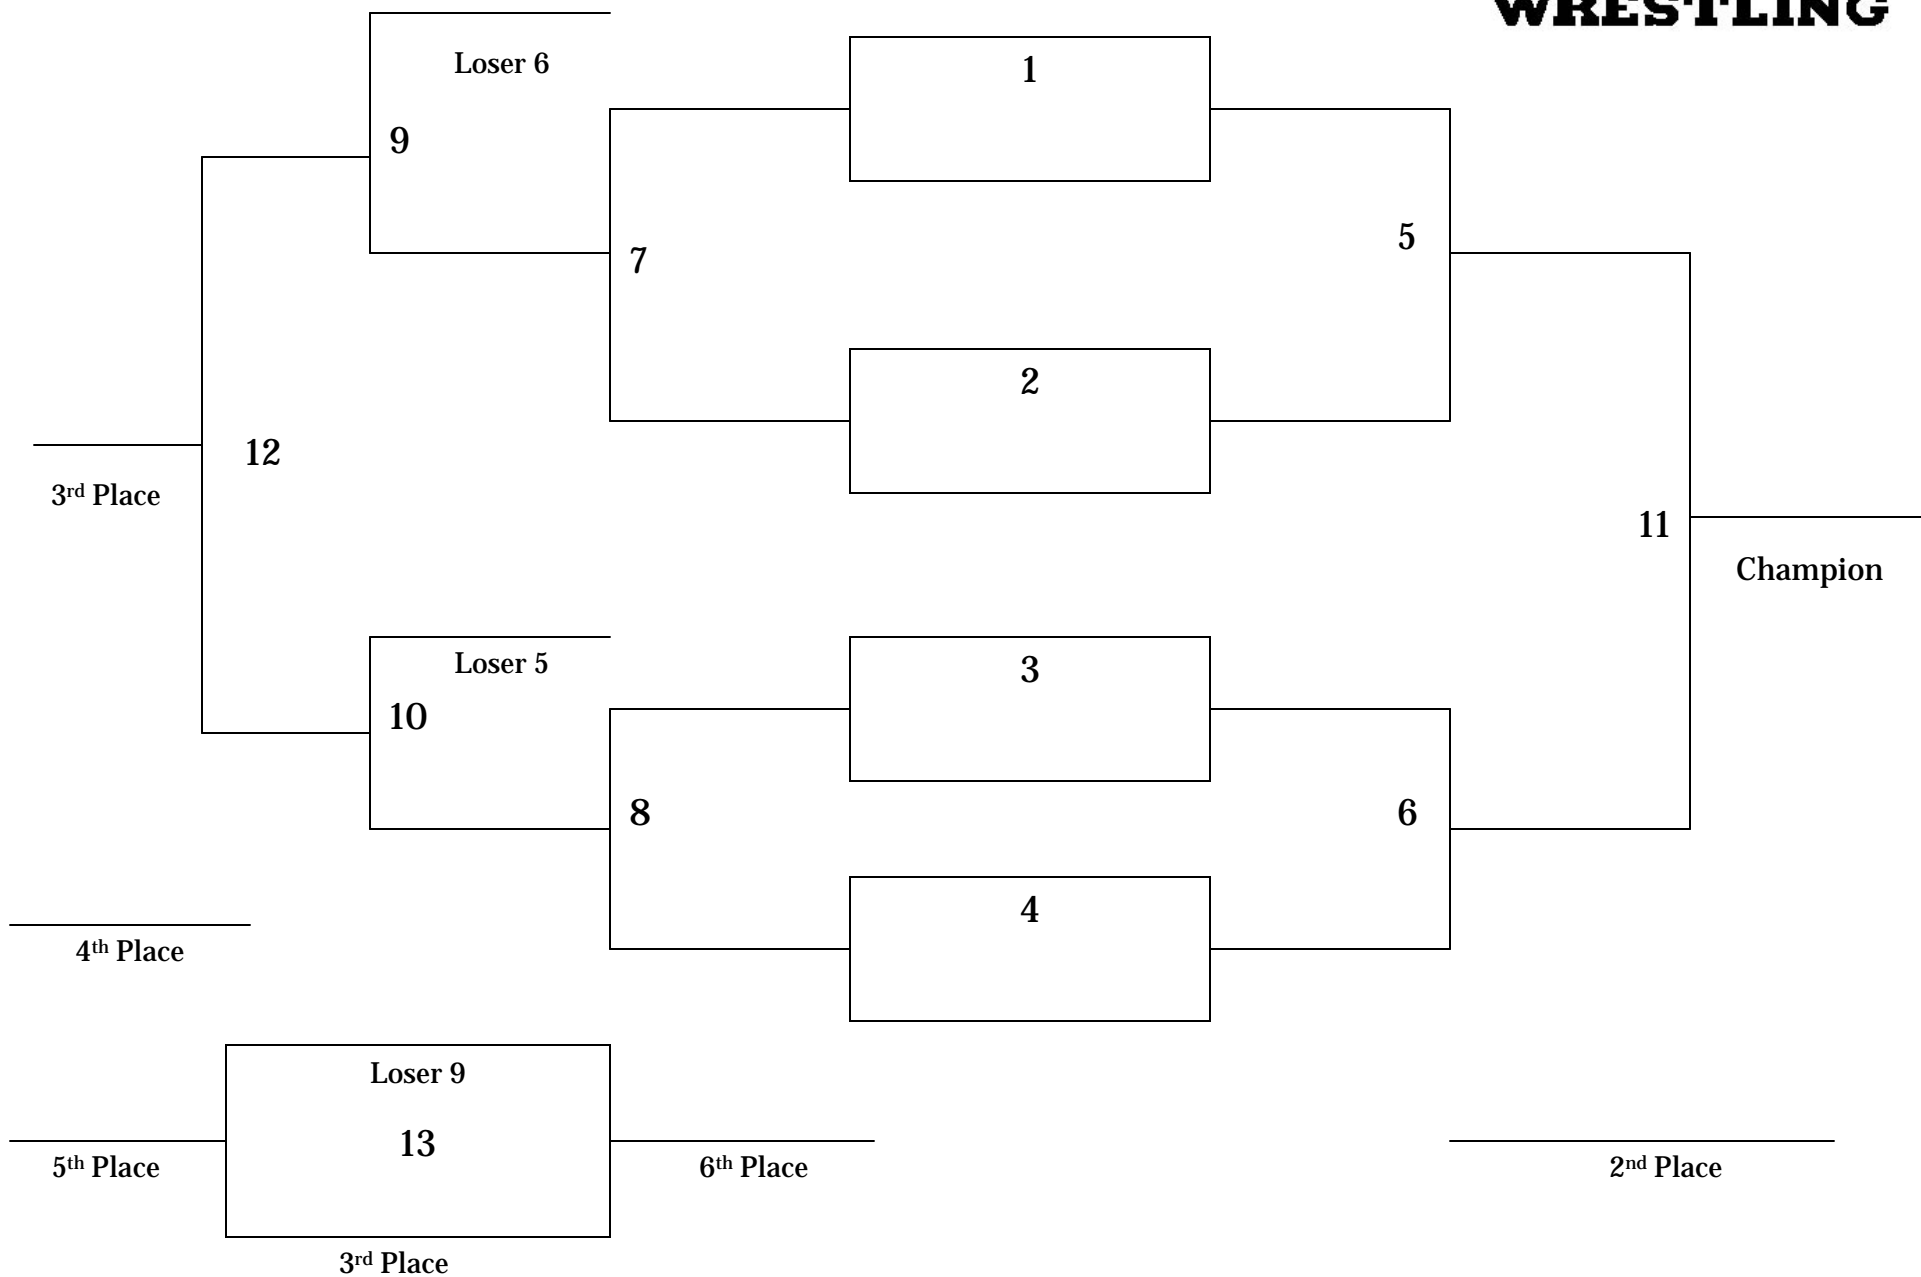 WRESTLING
Loser 6
1
9
5
7
2
12
3rd Place
11
Champion
Loser 5
3
10
8
6
4
4th Place
Loser 9
13
5th Place
6th Place
2nd Place
3rd Place